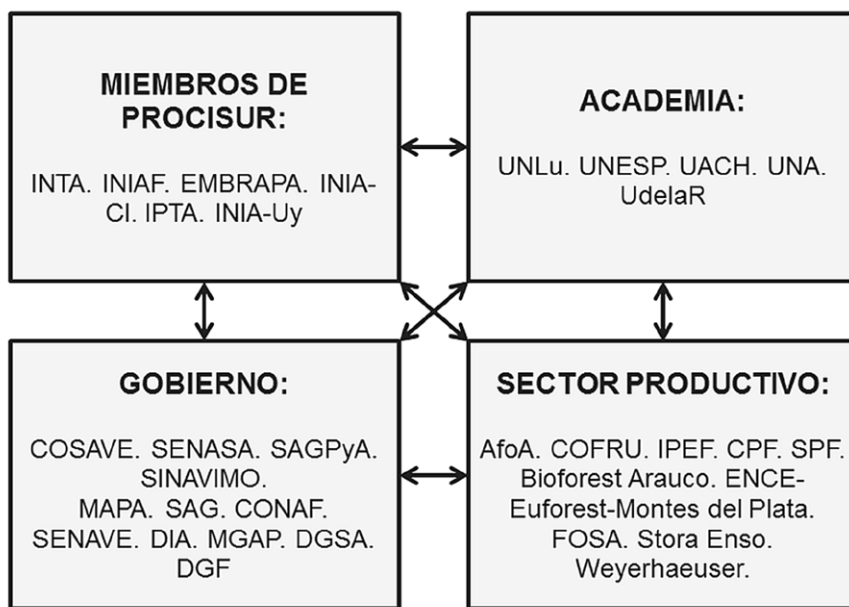 MIEMBROS DE
PROCISUR:
INTA. INIAF. EMBRAPA. INIA-
CI. IPTA. INIA-Uy
ACADEMIA:
UNLu. UNESP. UACH. UNA.
UdelaR
GOBIERNO:
COSAVE. SENASA. SAGPyA.
SINAVIMO.
MAPA. SAG. CONAF.
SENAVE. DIA. MGAP. DGSA.
DGF
SECTOR PRODUCTIVO:
AfoA. COFRU. IPEF. CPF. SPF.
Bioforest Arauco. ENCE-
Euforest-Montes del Plata.
FOSA. Stora Enso.
Weyerhaeuser.